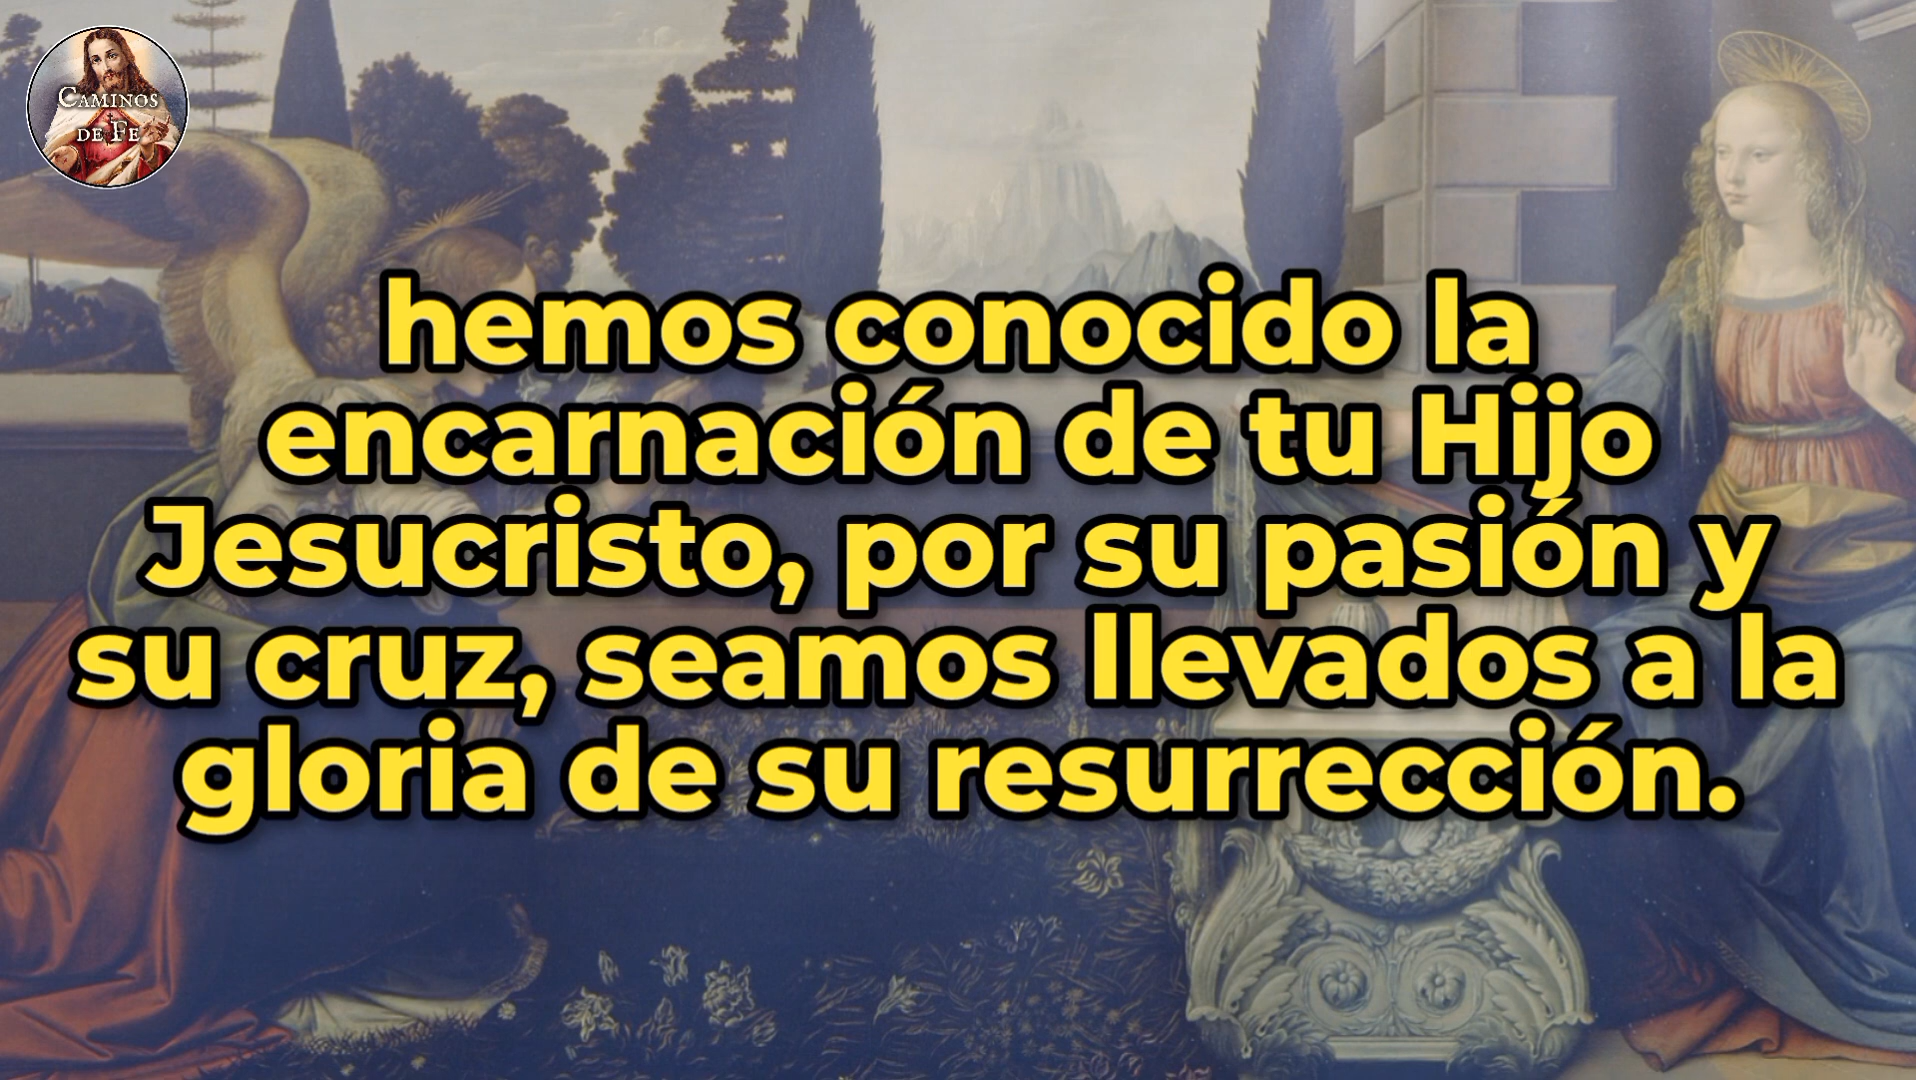 CAMINOS
DE FE
hemos conocido la
encarnación de tu Hijo
Jesucristo, por su pasión y
su cruz, seamos llevados a la
gloria de su resurrección.